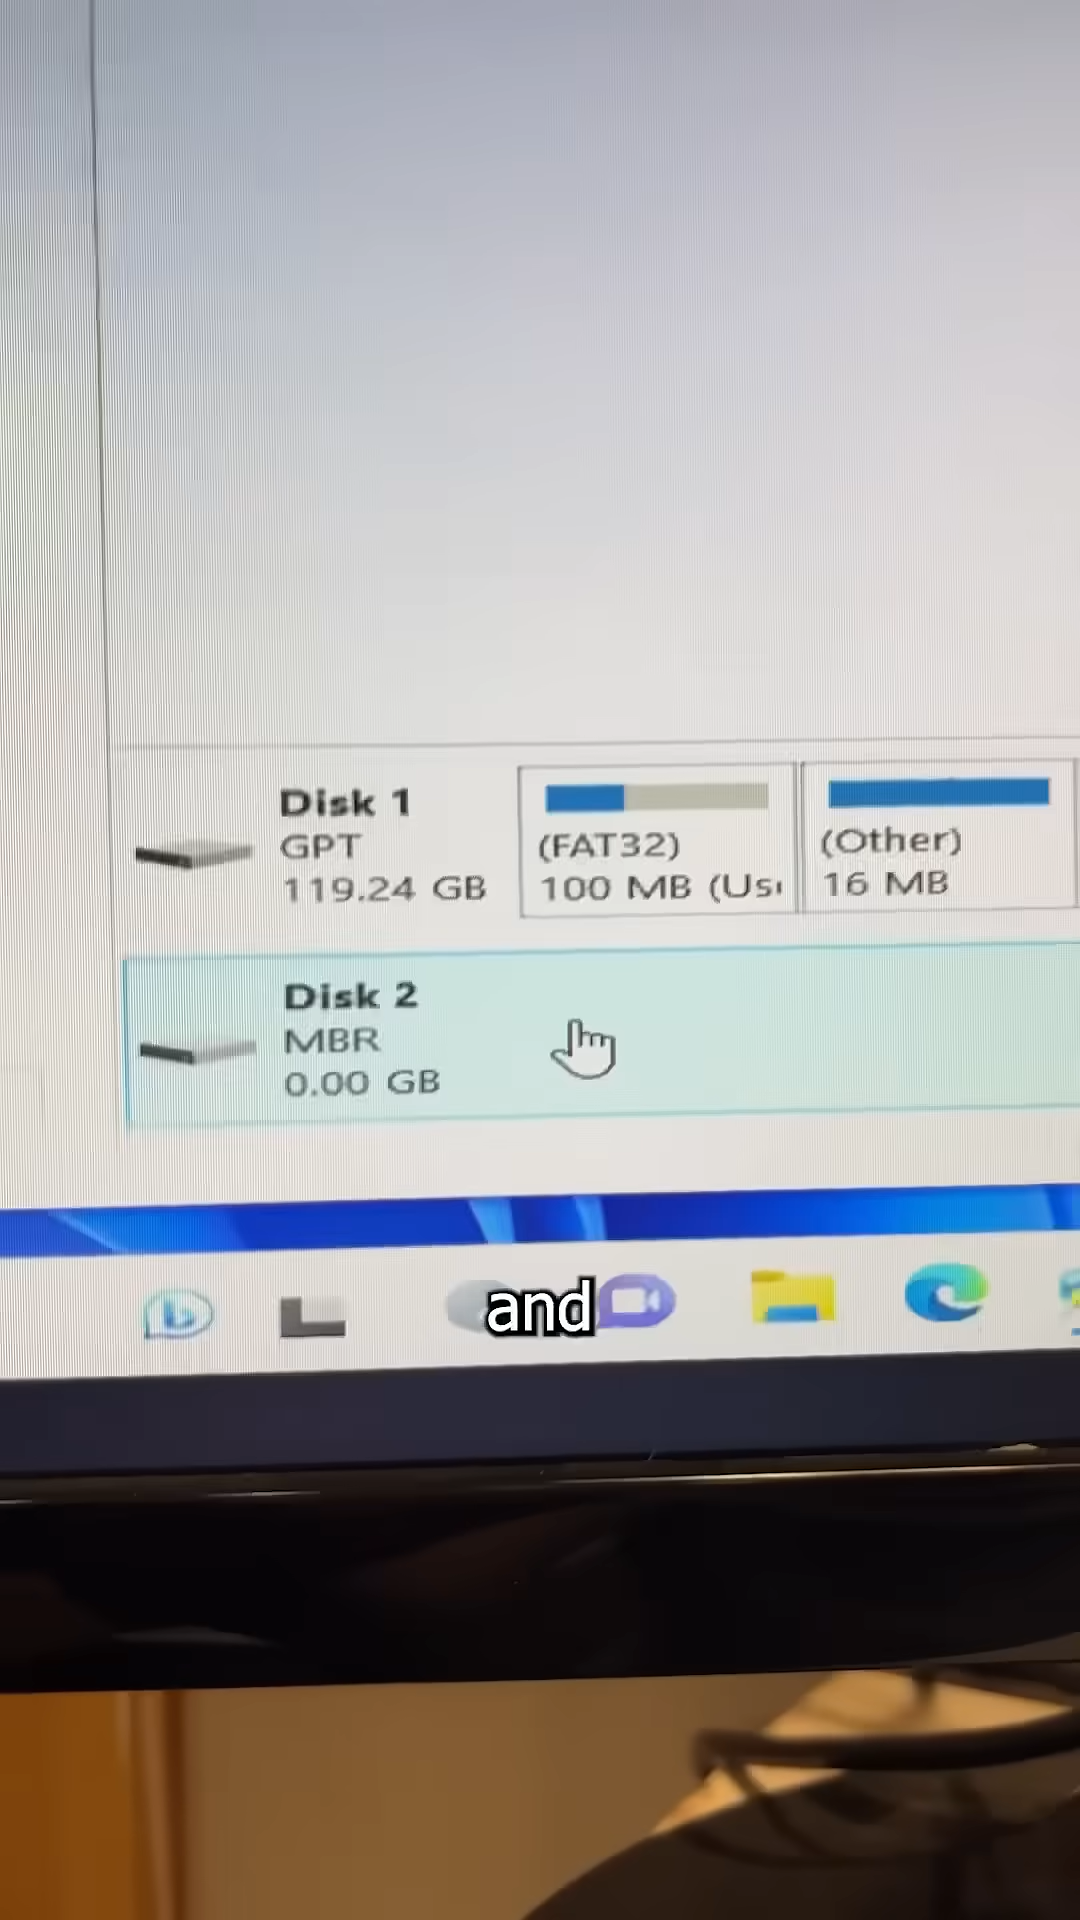 Disk 1
GPT
119.24 GB
(FAT32)
100 MB (Us
(Other)
16 MB
Disk 2
MBR
0.00 GB
and